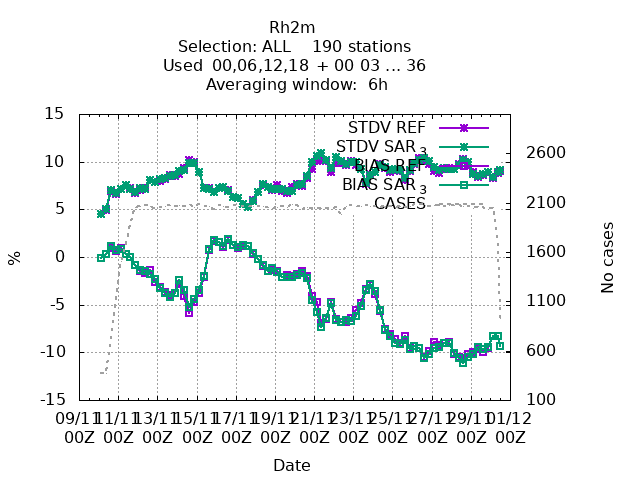 Rh2m
Selection: ALL    190 stations
Used  00,06,12,18  + 00 03 ... 36
Averaging window:  6h
STDV REF
STDV SAR 3
BIAS REF
BIAS SAR 3
CASES
15
10
5
0
-5
-10
-15
%
2600
2100
1600
1100
600
100
No cases
09/11 11/11 13/11 15/11 17/11 19/11 21/11 23/11 25/11 27/11 29/11 01/12
00Z 00Z 00Z 00Z 00Z 00Z 00Z 00Z 00Z 00Z 00Z 00Z
Date